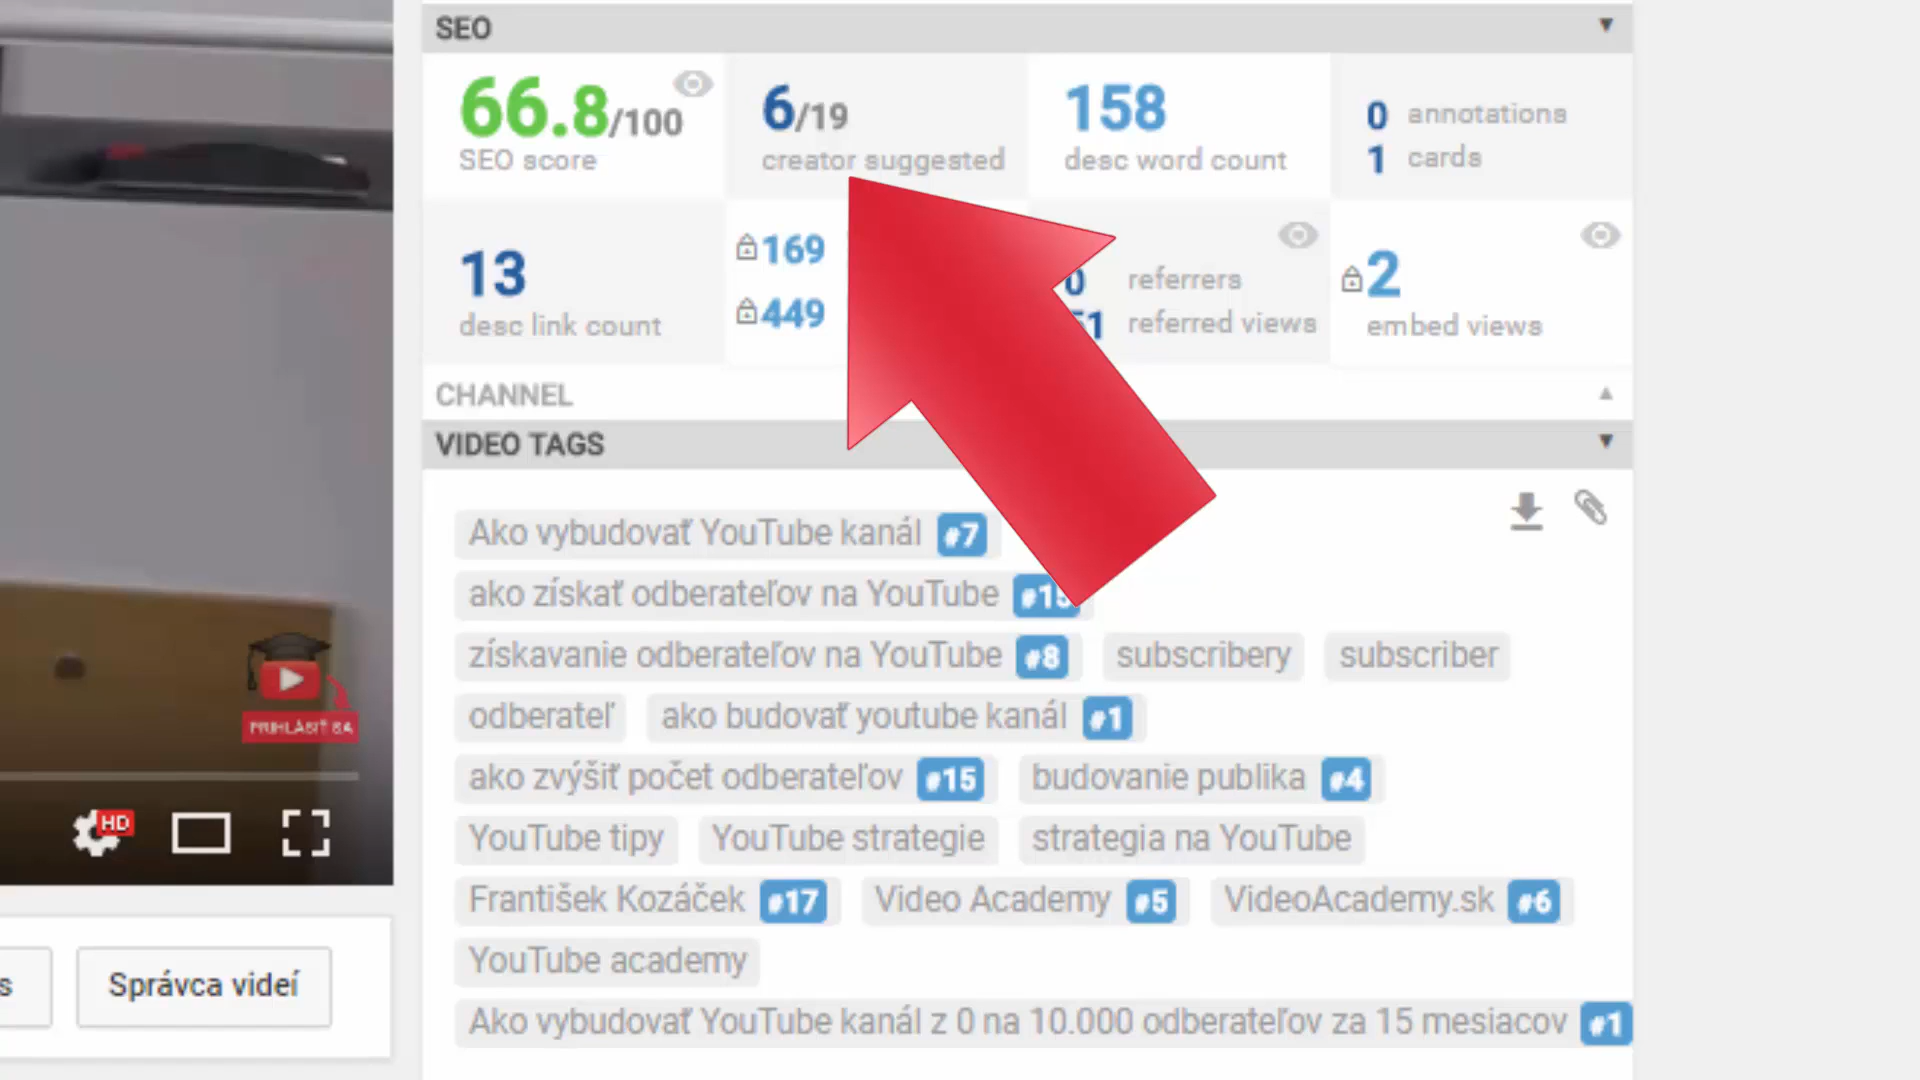 SEO
66.8/100
SEO score
6/19
creator suggested
158
desc word count
0 annotations
1 cards
13
desc link count
169
449
0 referrers
referred views
2
embed views
CHANNEL
VIDEO TAGS
Ako vybudovať YouTube kanál #7
ako získať odberateľov na YouTube #15
získavanie odberateľov na YouTube #8 subscribery subscriber
odberateľ ako budovať youtube kanál #1
ako zvýšiť počet odberateľov #15 budovanie publika #4
YouTube tipy YouTube strategie strategia na YouTube
František Kozáček #17 Video Academy #5 VideoAcademy.sk #6
YouTube academy
Ako vybudovať YouTube kanál z 0 na 10.000 odberateľov za 15 mesiacov #1
PRIHLÁSIŤ SA
HD
s
Správca videí